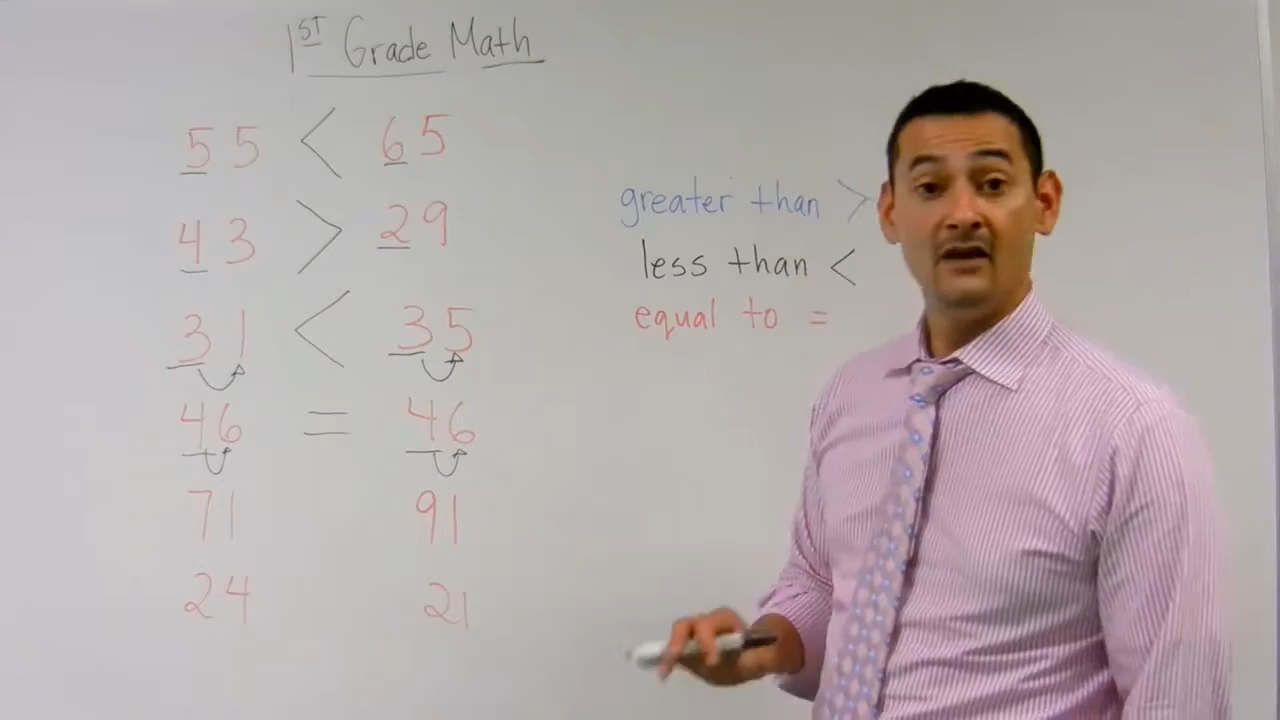 1ST Grade Math
55 < 65
43 > 29
greater than >
less than <
31 < 35
equal to =
46 = 46
71 91
24 21